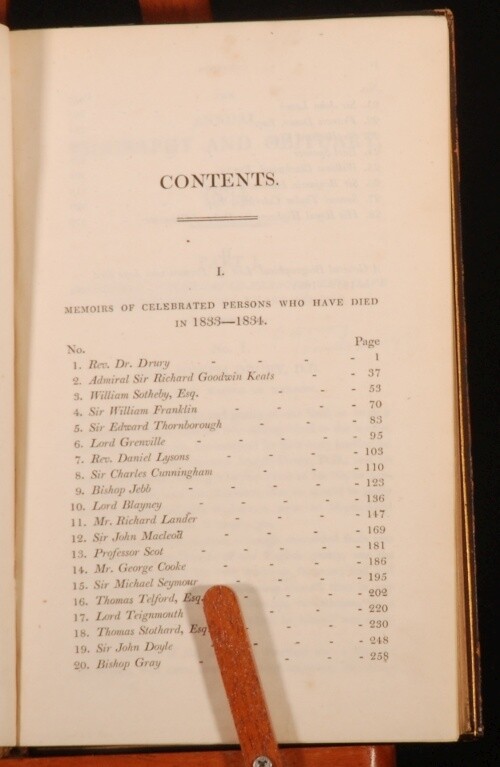 CONTENTS.
I.
MEMOIRS OF CELEBRATED PERSONS WHO HAVE DIED
IN 1833—1834.
No. Page
1. Rev. Dr. Drury - - - - 1
2. Admiral Sir Richard Goodwin Keats - - 37
3. William Sotheby, Esq. - - - 53
4. Sir William Franklin - - - - 70
5. Sir Edward Thornborough - - - 83
6. Lord Grenville - - - - - 95
7. Rev. Daniel Lysons - - - - 103
8. Sir Charles Cunningham - - - 110
9. Bishop Jebb - - - - - 123
10. Lord Blayney - - - - - 136
11. Mr. Richard Lander - - - - 147
12. Sir John Macleod - - - - 169
13. Professor Scot - - - - - 181
14. Mr. George Cooke - - - - 186
15. Sir Michael Seymour - - - - 195
16. Thomas Telford, Esq. - - - 202
17. Lord Teignmouth - - - - 220
18. Thomas Stothard, Esq - - - 230
19. Sir John Doyle - - - - 248
20. Bishop Gray - - - - - 258